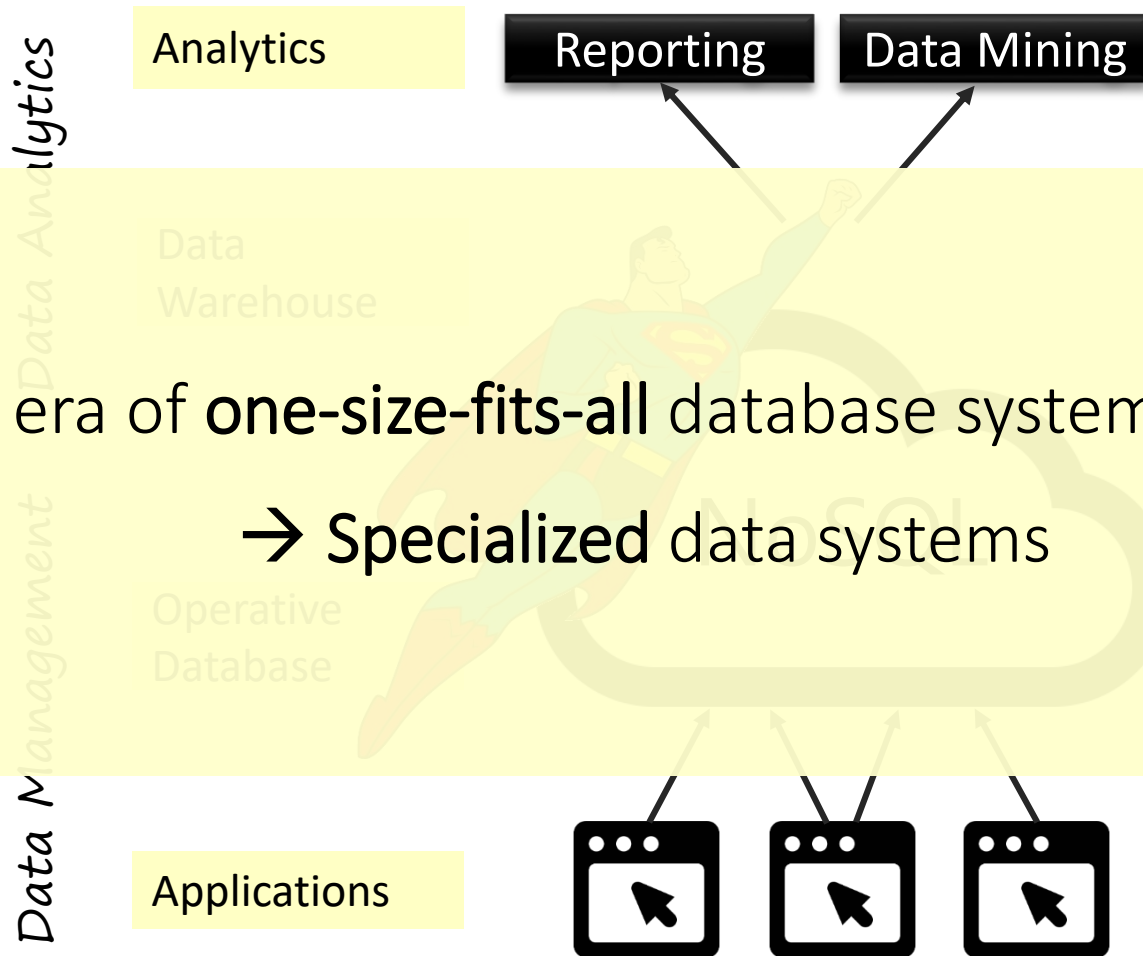 Analytics
Reporting
Data Mining
Data Analytics
Data
Warehouse
era of one-size-fits-all database system
→ Specialized data systems
NoSQL
Operative
Database
Data Management
Applications